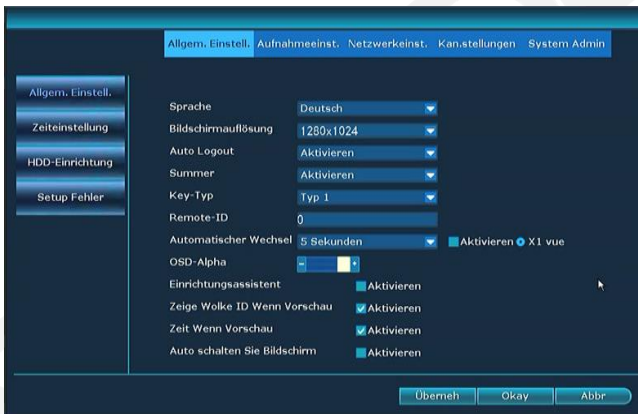 Allgem. Einstell. Aufnahmeeinst. Netzwerkeinst. Kan.stellungen System Admin
Allgem. Einstell.
Zeiteinstellung
HDD-Einrichtung
Setup Fehler
Sprache Deutsch
Bildschirmauflösung 1280x1024
Auto Logout Aktivieren
Summer Aktivieren
Key-Typ Typ 1
Remote-ID 0
Automatischer Wechsel 5 Sekunden Aktivieren X1 vue
OSD-Alpha - +
Einrichtungsassistent Aktivieren
Zeige Wolke ID Wenn Vorschau Aktivieren
Zeit Wenn Vorschau Aktivieren
Auto schalten Sie Bildschirm Aktivieren
Überneh Okay Abbr